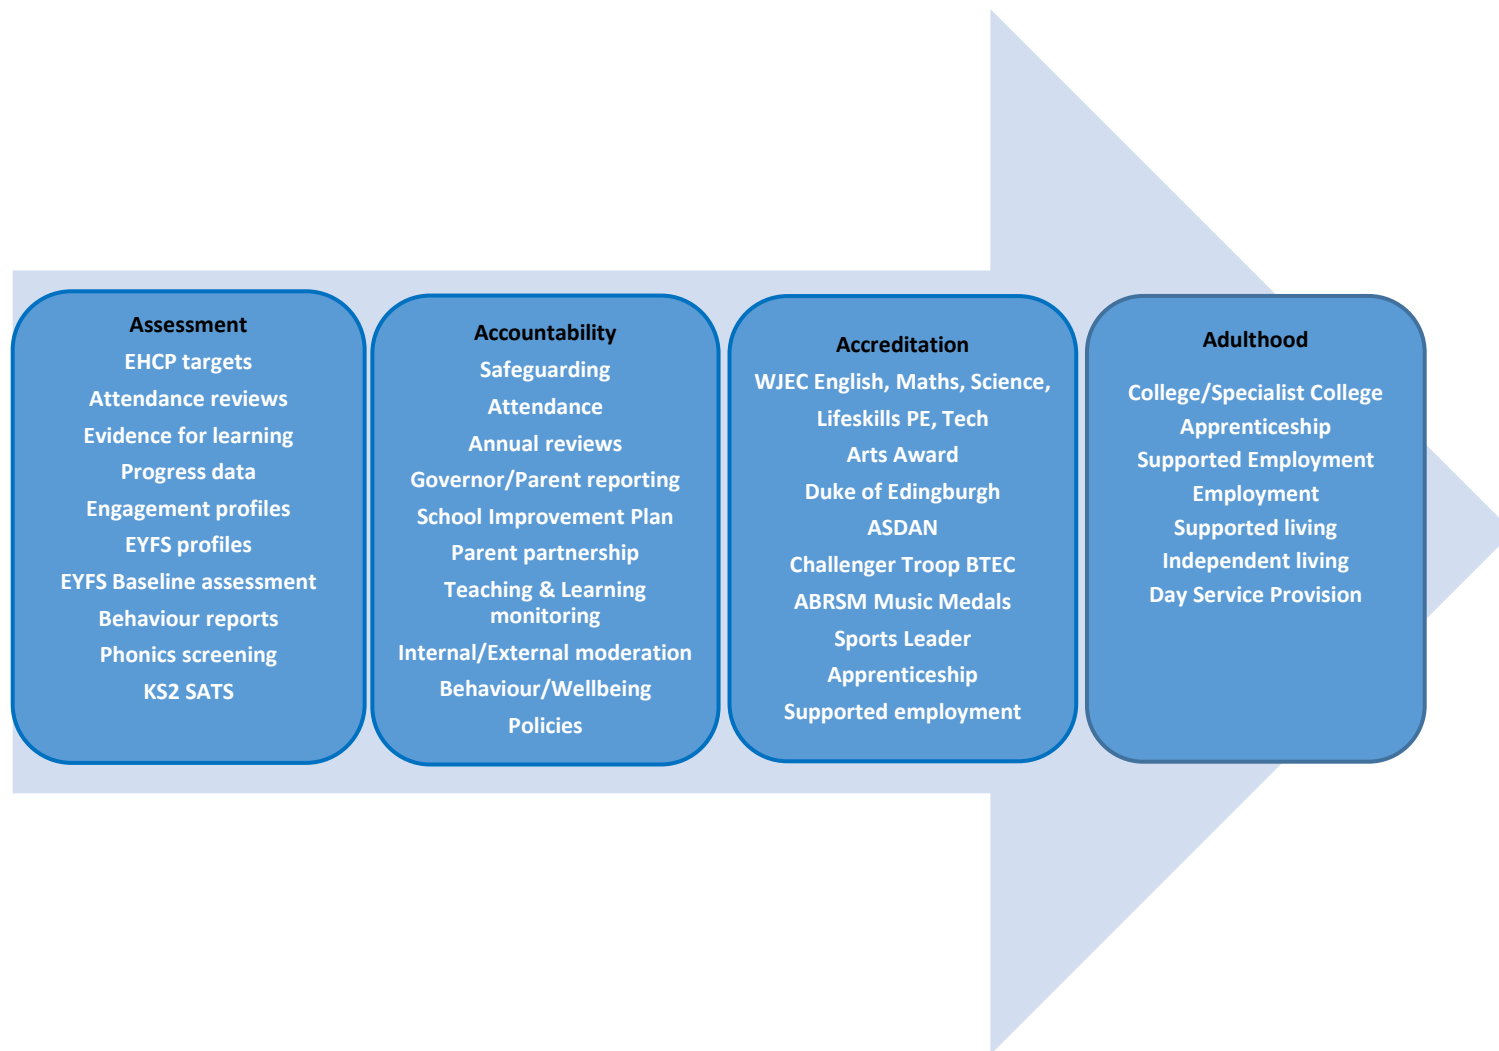 Assessment
EHCP targets
Attendance reviews
Evidence for learning
Progress data
Engagement profiles
EYFS profiles
EYFS Baseline assessment
Behaviour reports
Phonics screening
KS2 SATS
Accountability
Safeguarding
Attendance
Annual reviews
Governor/Parent reporting
School Improvement Plan
Parent partnership
Teaching & Learning
monitoring
Internal/External moderation
Behaviour/Wellbeing
Policies
Accreditation
WJEC English, Maths, Science,
Lifeskills PE, Tech
Arts Award
Duke of Edingburgh
ASDAN
Challenger Troop BTEC
ABRSM Music Medals
Sports Leader
Apprenticeship
Supported employment
Adulthood
College/Specialist College
Apprenticeship
Supported Employment
Employment
Supported living
Independent living
Day Service Provision